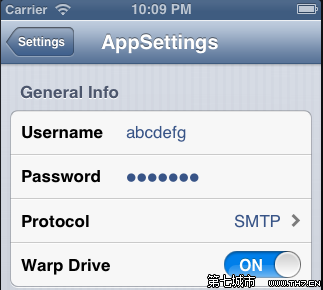 Carrier 10:09 PM
Settings AppSettings
General Info
Username abcdefg
Password ●●●●●●●
Protocol SMTP
Warp Drive ON
第七城市 WWW.TH7.CN